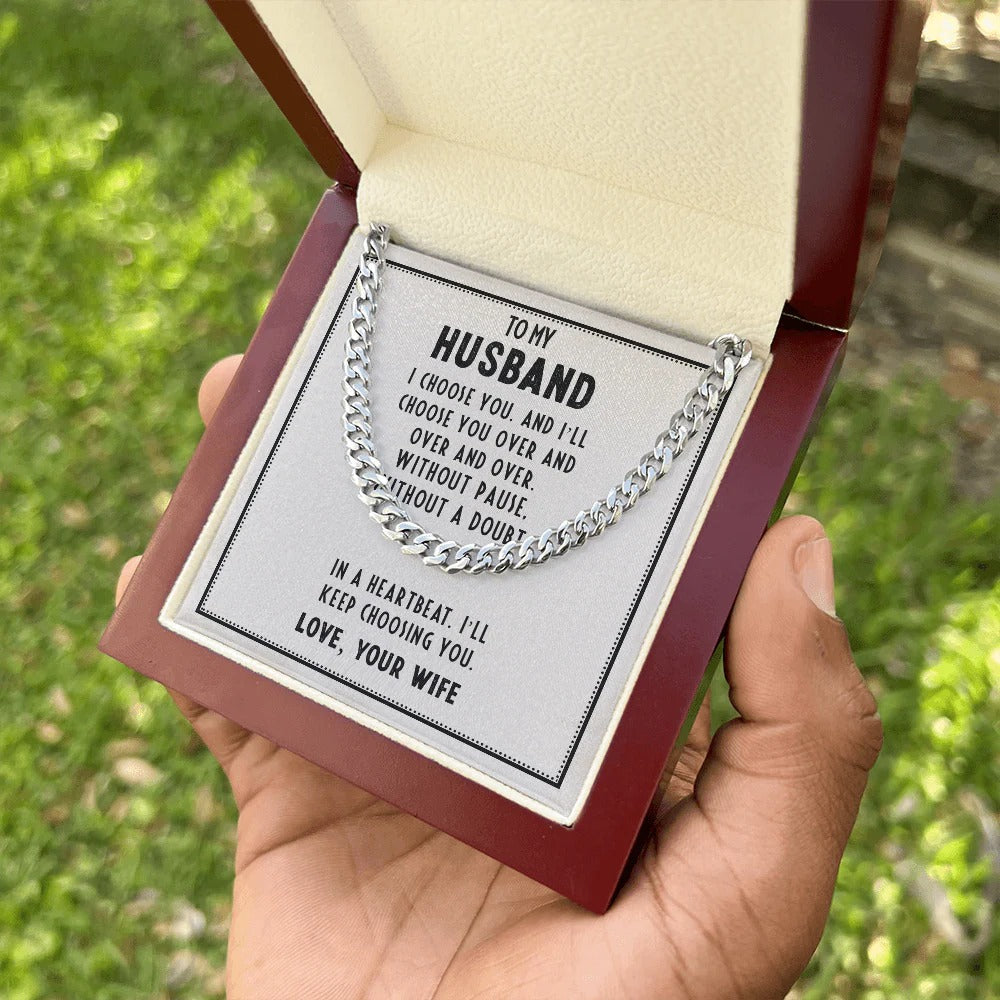 TO MY
HUSBAND
I CHOOSE YOU. AND I'LL
CHOOSE YOU OVER AND
OVER AND OVER.
WITHOUT PAUSE.
WITHOUT A DOUBT
IN A HEARTBEAT. I'LL
KEEP CHOOSING YOU.
LOVE, YOUR WIFE